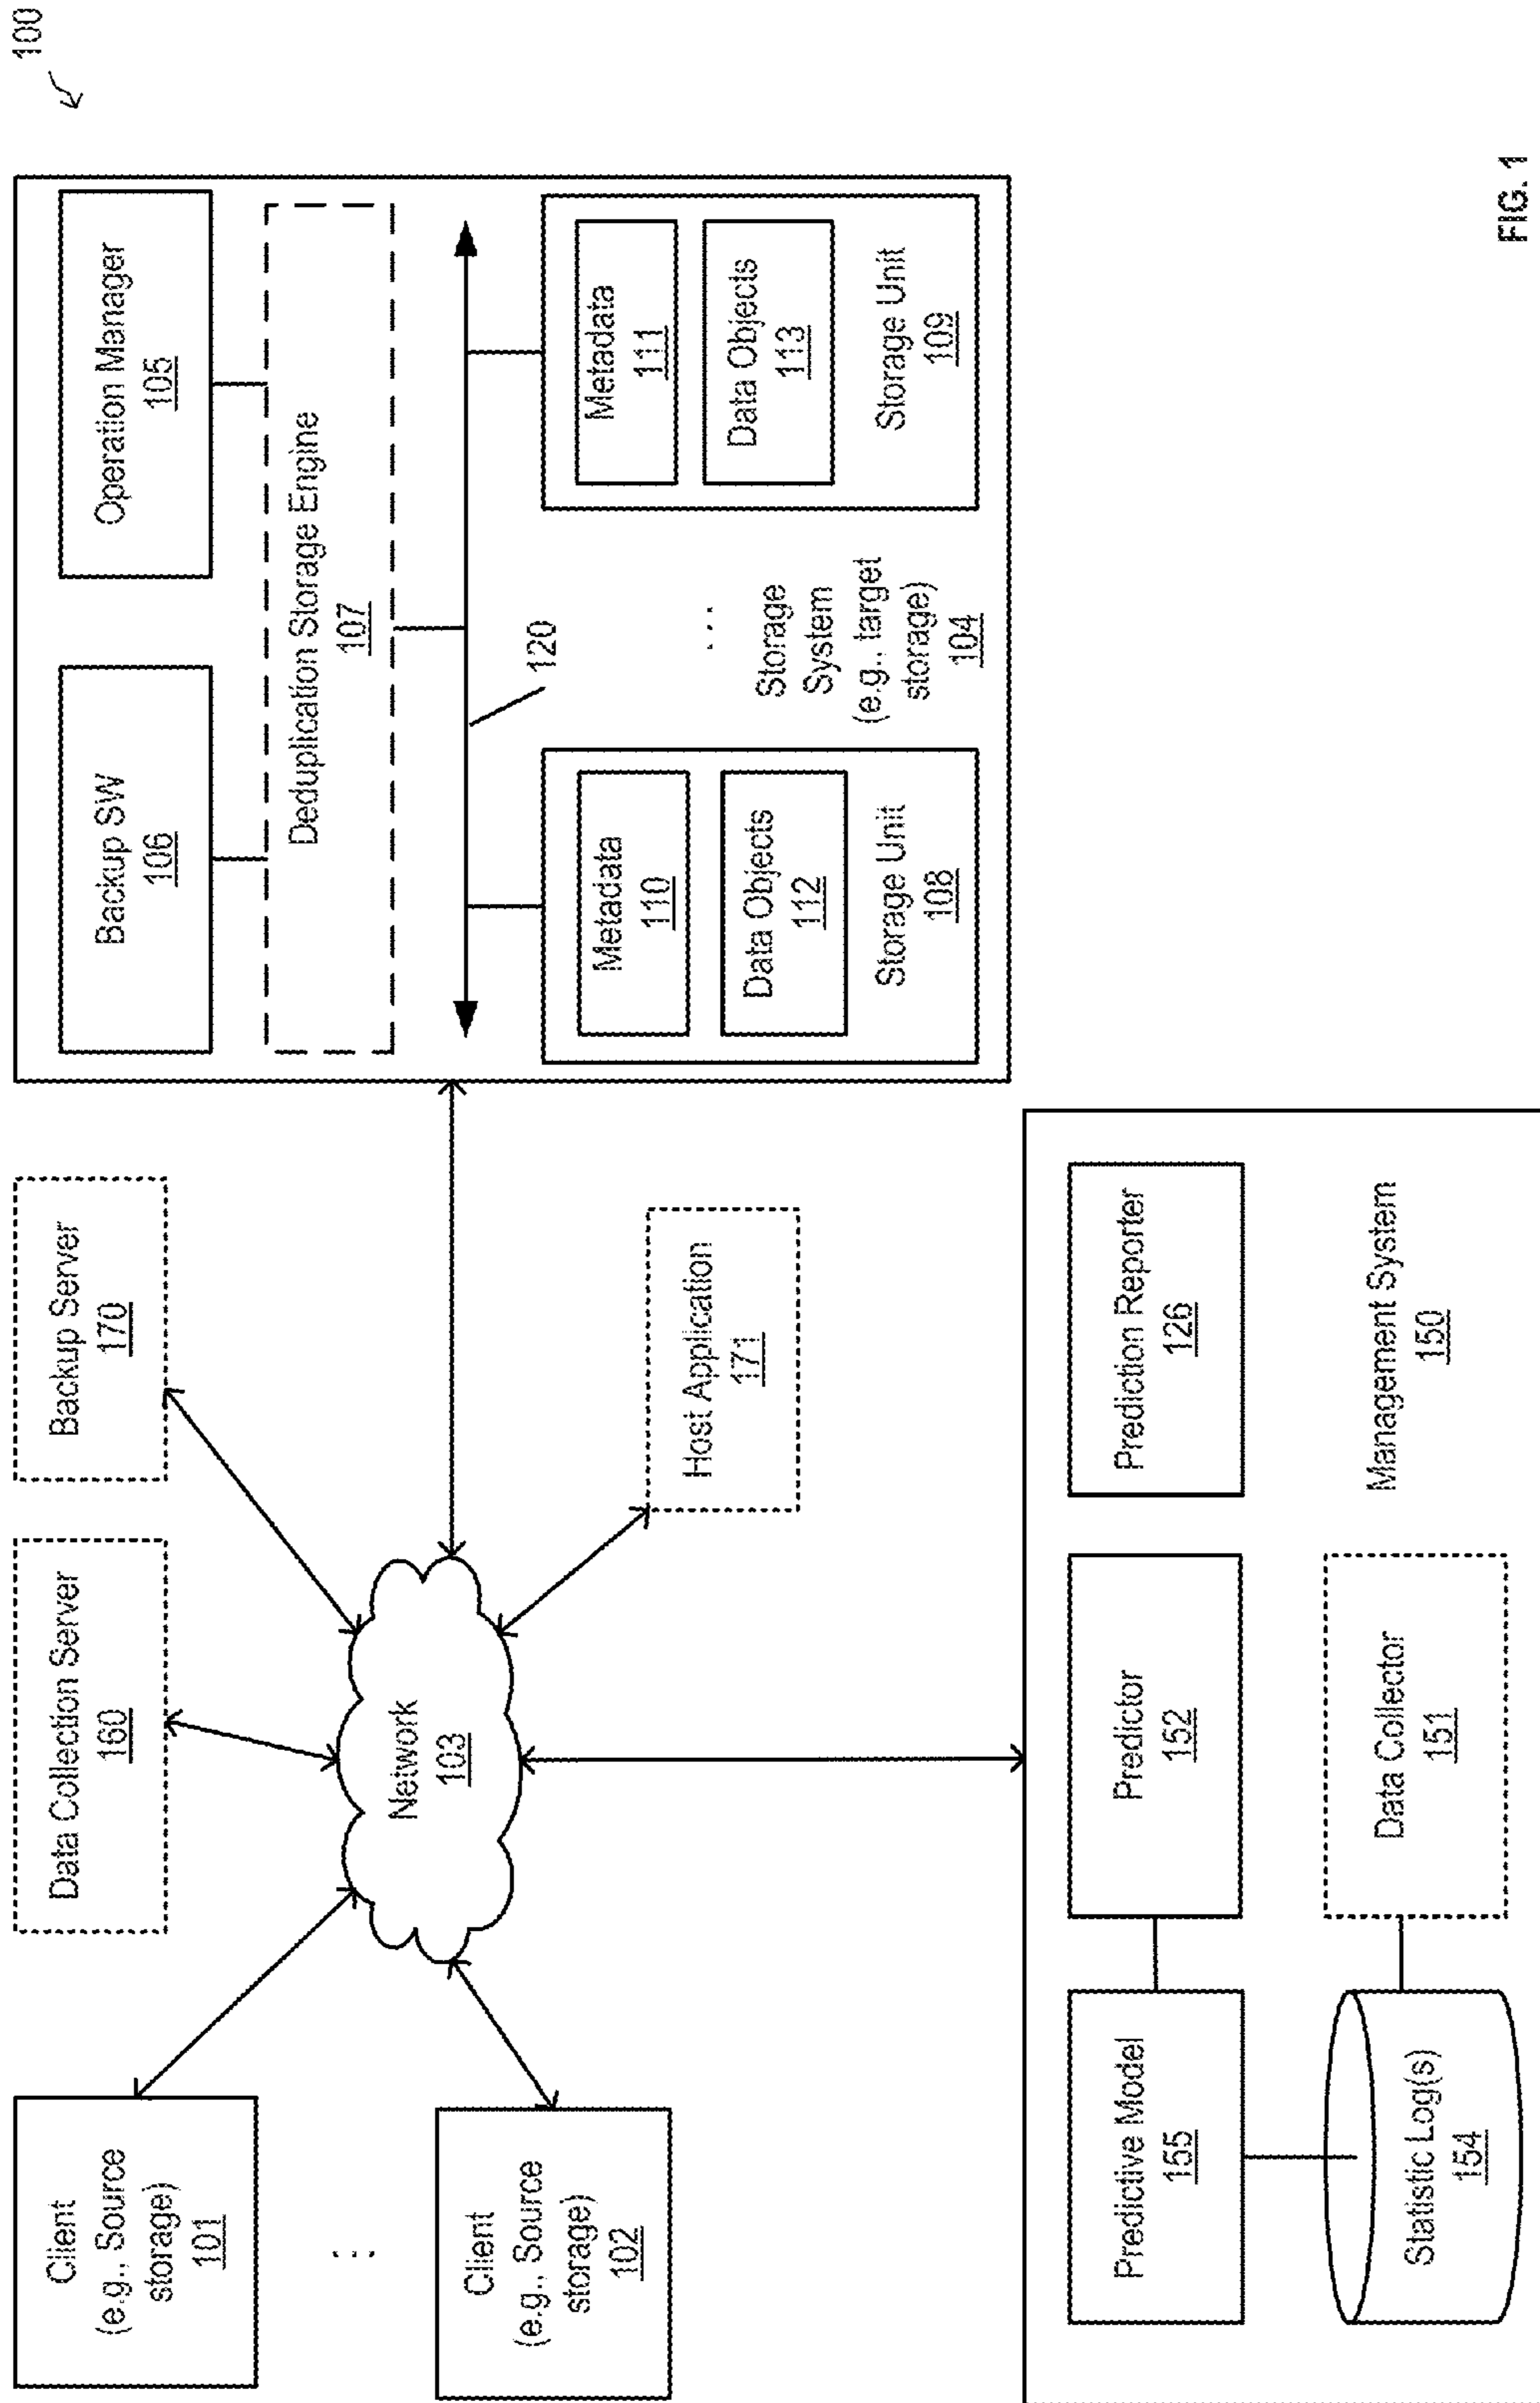 100
Client
(e.g., Source
storage)
101
...
Client
(e.g., Source
storage)
102
Data Collection Server
160
Backup Server
170
Network
103
Host Application
171
Backup SW
106
Operation Manager
105
Deduplication Storage Engine
107
120
Metadata
110
Data Objects
112
Storage Unit
108
...
Storage
System
(e.g., target
storage)
104
Metadata
111
Data Objects
113
Storage Unit
109
Predictive Model
155
Predictor
152
Prediction Reporter
126
Statistic Log(s)
154
Data Collector
151
Management System
150
FIG. 1